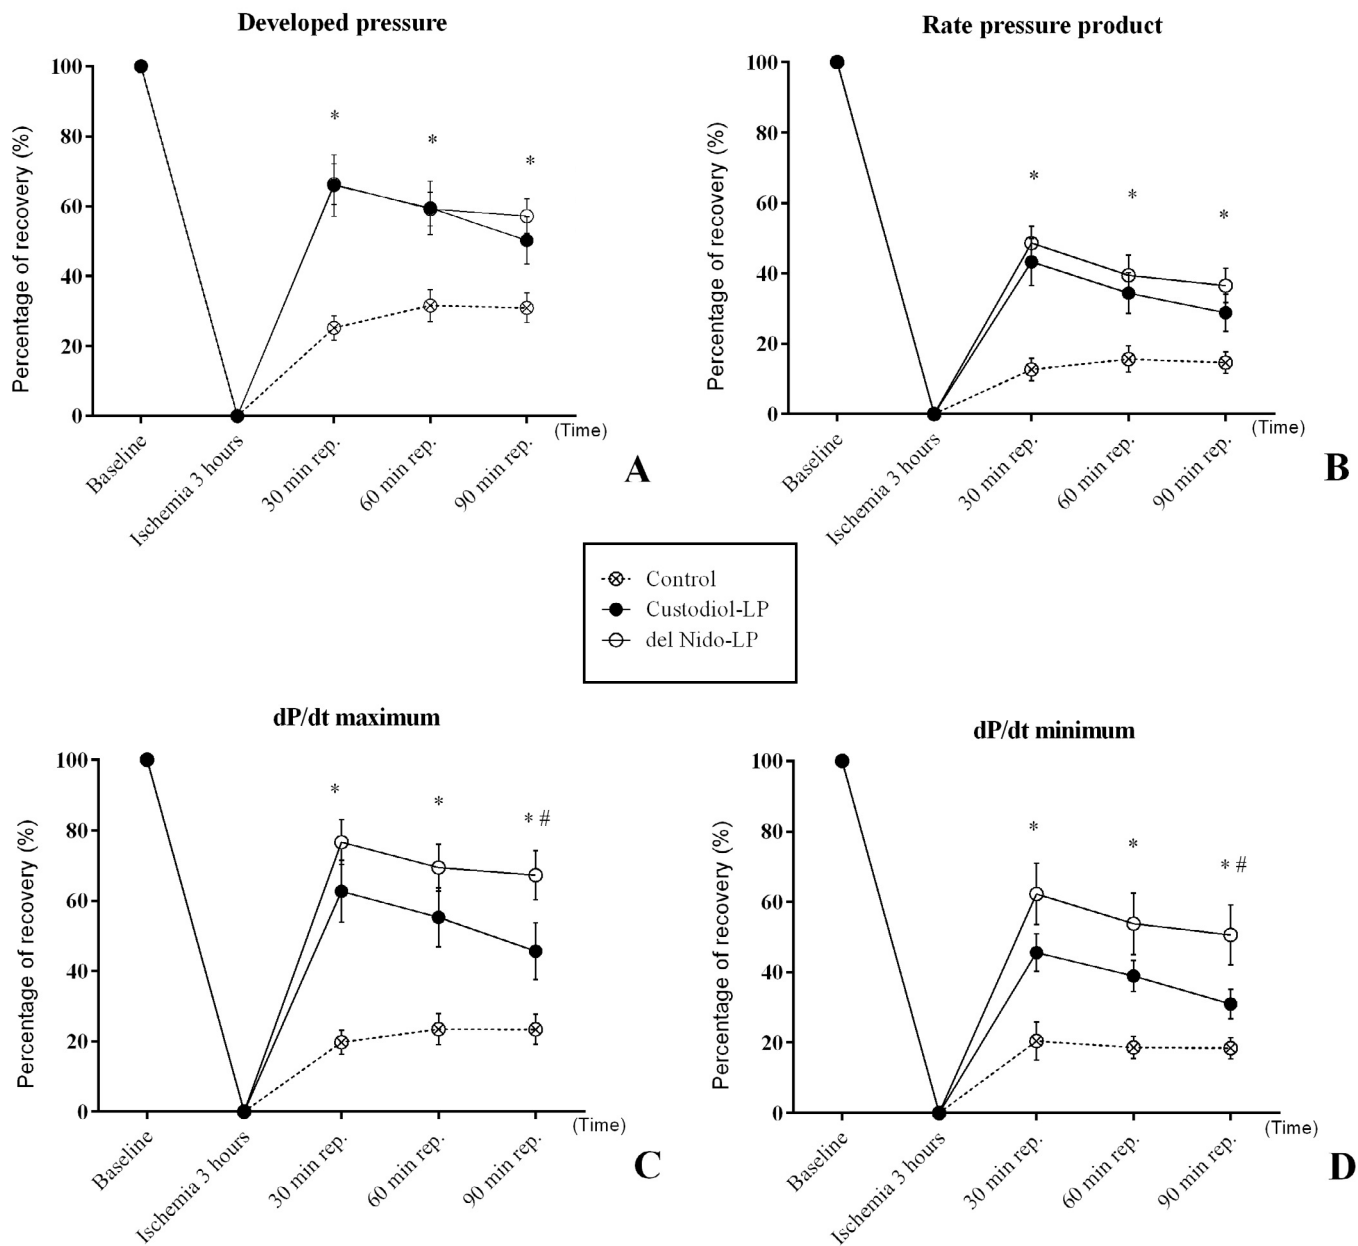 Developed pressure
Percentage of recovery (%)
100
80
60
40
20
0
* * *
Baseline
Ischemia 3 hours
30 min rep.
60 min rep.
90 min rep.
(Time)
A
Rate pressure product
Percentage of recovery (%)
100
80
60
40
20
0
* * *
Baseline
Ischemia 3 hours
30 min rep.
60 min rep.
90 min rep.
(Time)
B
Control
Custodiol-LP
del Nido-LP
dP/dt maximum
Percentage of recovery (%)
100
80
60
40
20
0
* * * #
Baseline
Ischemia 3 hours
30 min rep.
60 min rep.
90 min rep.
(Time)
C
dP/dt minimum
Percentage of recovery (%)
100
80
60
40
20
0
* * * #
Baseline
Ischemia 3 hours
30 min rep.
60 min rep.
90 min rep.
(Time)
D